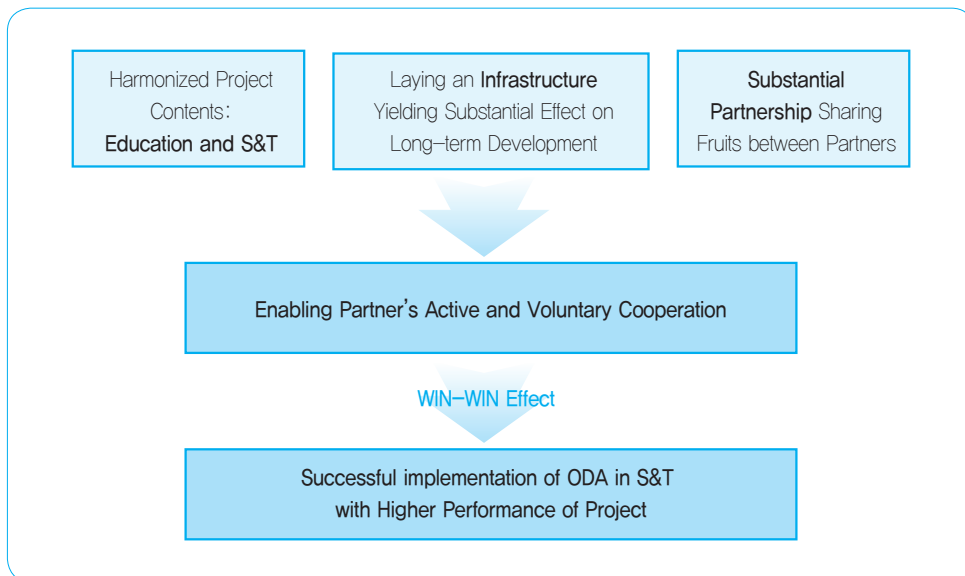 Harmonized Project
Contents:
Education and S&T
Laying an Infrastructure
Yielding Substantial Effect on
Long-term Development
Substantial
Partnership Sharing
Fruits between Partners
Enabling Partner's Active and Voluntary Cooperation
WIN-WIN Effect
Successful implementation of ODA in S&T
with Higher Performance of Project